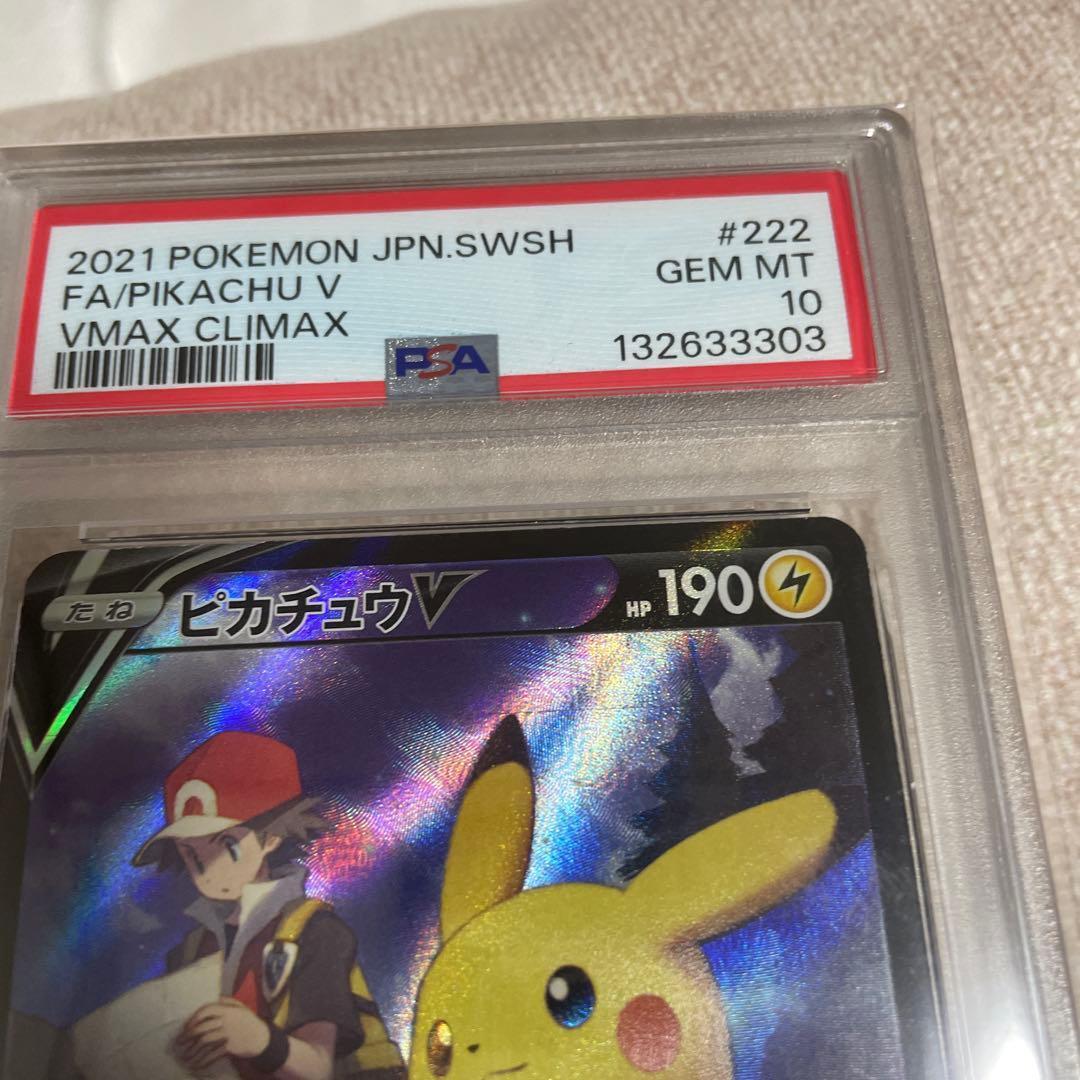 2021 POKEMON JPN.SWSH #222
FA/PIKACHU V GEM MT
VMAX CLIMAX 10
PSA 132633303
たね ピカチュウV HP 190